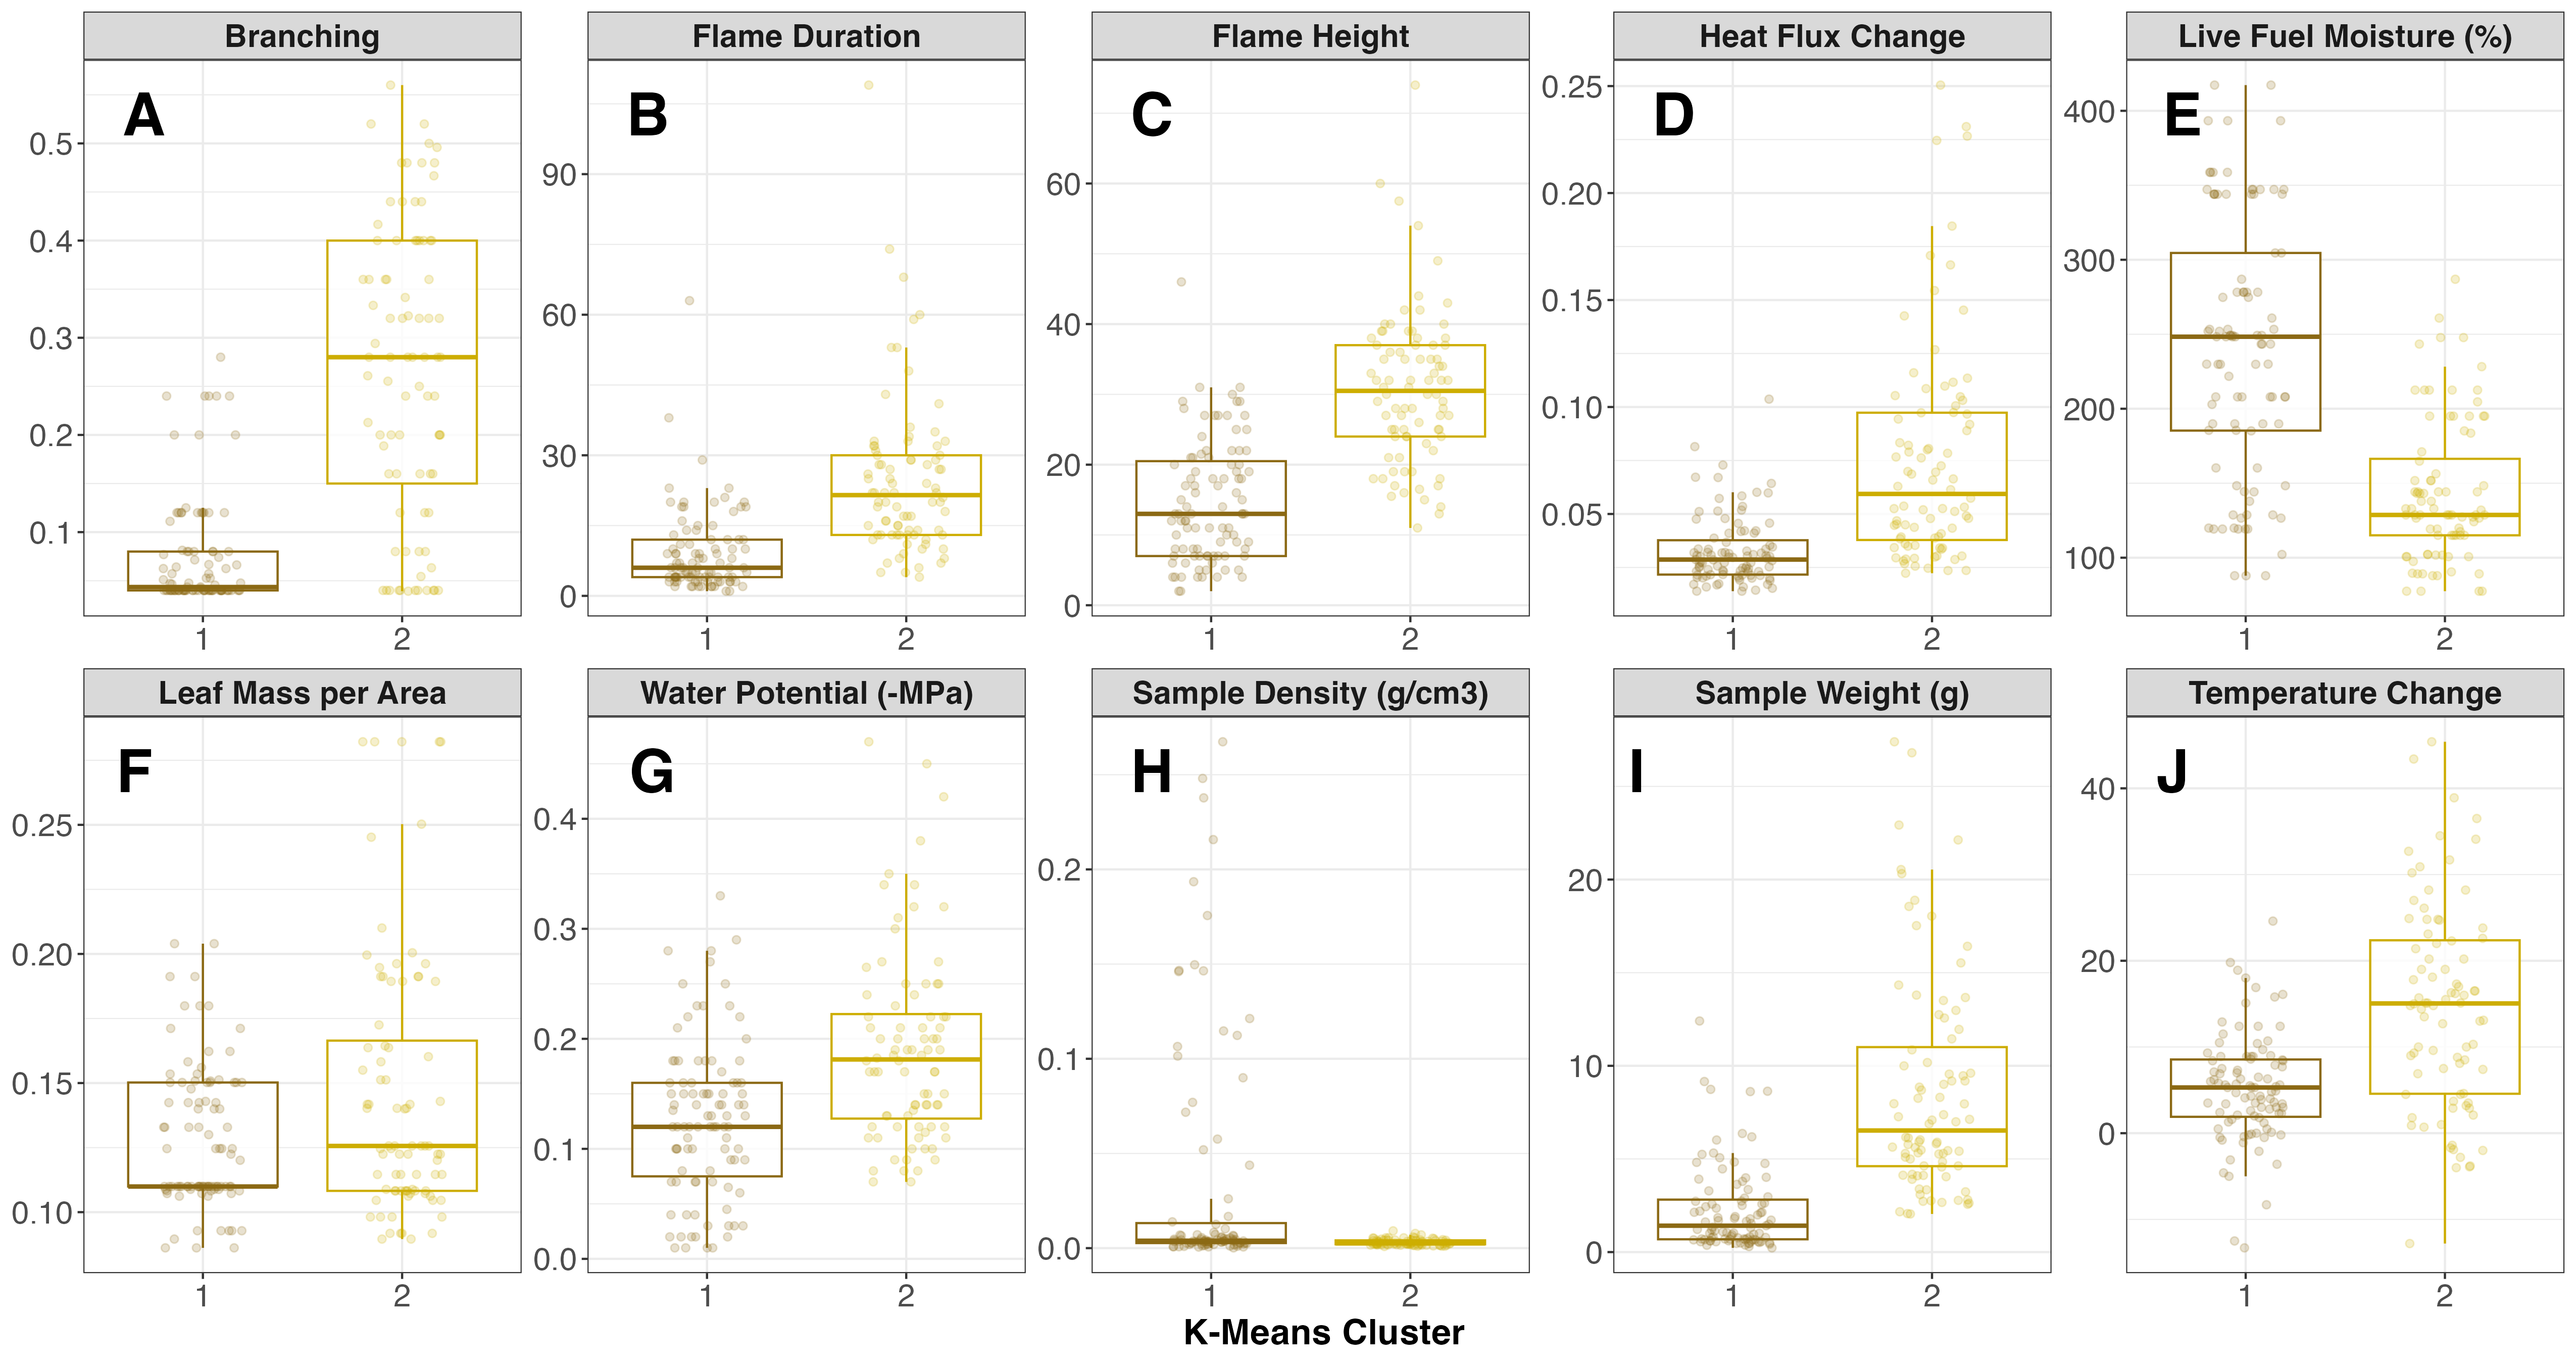 Branching
Flame Duration
Flame Height
Heat Flux Change
Live Fuel Moisture (%)
A
B
C
D
E
0.5
0.4
0.3
0.2
0.1
90
60
30
0
60
40
20
0
0.25
0.20
0.15
0.10
0.05
400
300
200
100
1 2
1 2
1 2
1 2
1 2
Leaf Mass per Area
Water Potential (-MPa)
Sample Density (g/cm3)
Sample Weight (g)
Temperature Change
F
G
H
I
J
0.25
0.20
0.15
0.10
0.4
0.3
0.2
0.1
0.0
0.2
0.1
0.0
20
10
0
40
20
0
1 2
1 2
1 2
1 2
1 2
K-Means Cluster